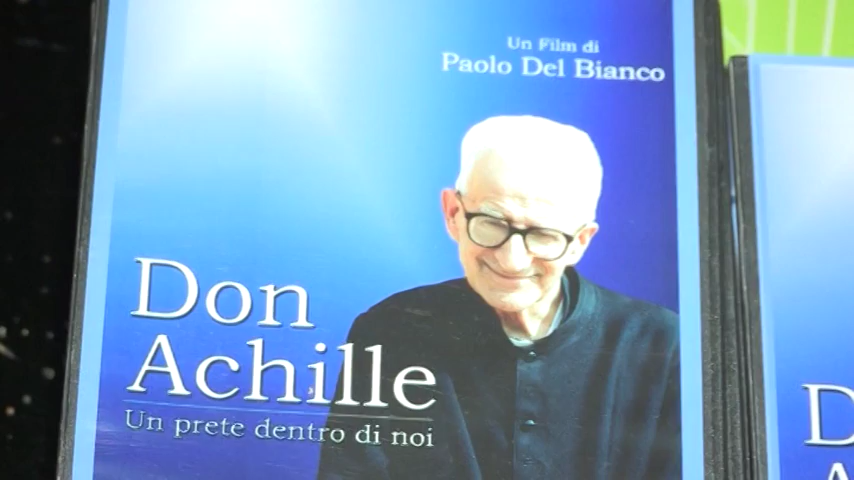 Un Film di
Paolo Del Bianco
Don
Achille
Un prete dentro di noi
D
A